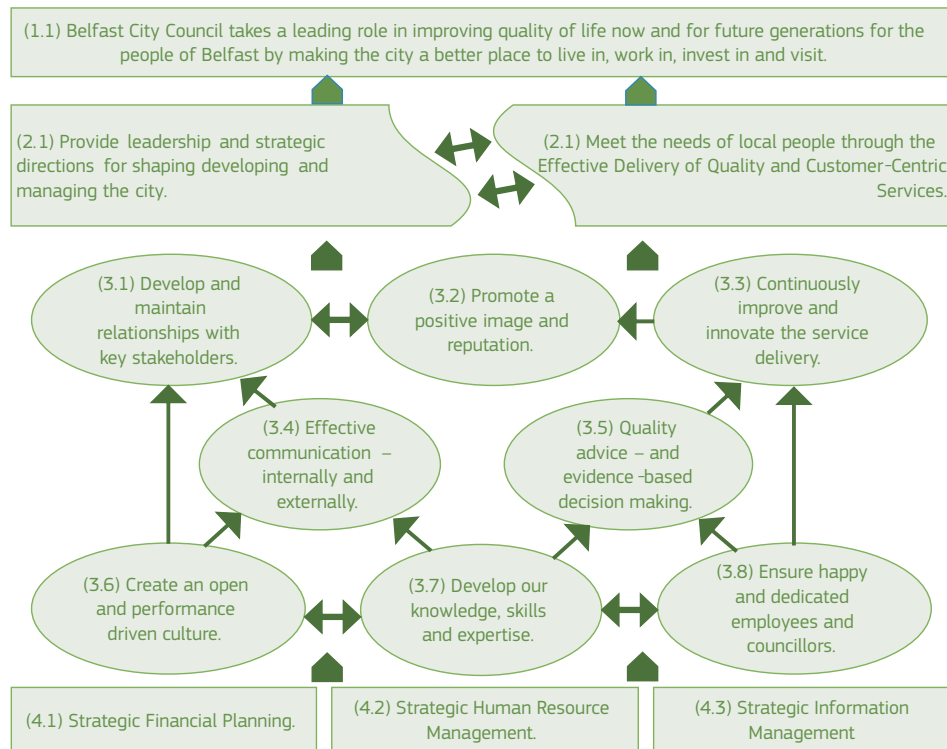 (1.1) Belfast City Council takes a leading role in improving quality of life now and for future generations for the
people of Belfast by making the city a better place to live in, work in, invest in and visit.
(2.1) Provide leadership and strategic
directions for shaping developing and
managing the city.
(2.1) Meet the needs of local people through the
Effective Delivery of Quality and Customer-Centric
Services.
(3.1) Develop and
maintain
relationships with
key stakeholders.
(3.2) Promote a
positive image and
reputation.
(3.3) Continuously
improve and
innovate the service
delivery.
(3.4) Effective
communication –
internally and
externally.
(3.5) Quality
advice – and
evidence -based
decision making.
(3.6) Create an open
and performance
driven culture.
(3.7) Develop our
knowledge, skills
and expertise.
(3.8) Ensure happy
and dedicated
employees and
councillors.
(4.1) Strategic Financial Planning.
(4.2) Strategic Human Resource
Management.
(4.3) Strategic Information
Management